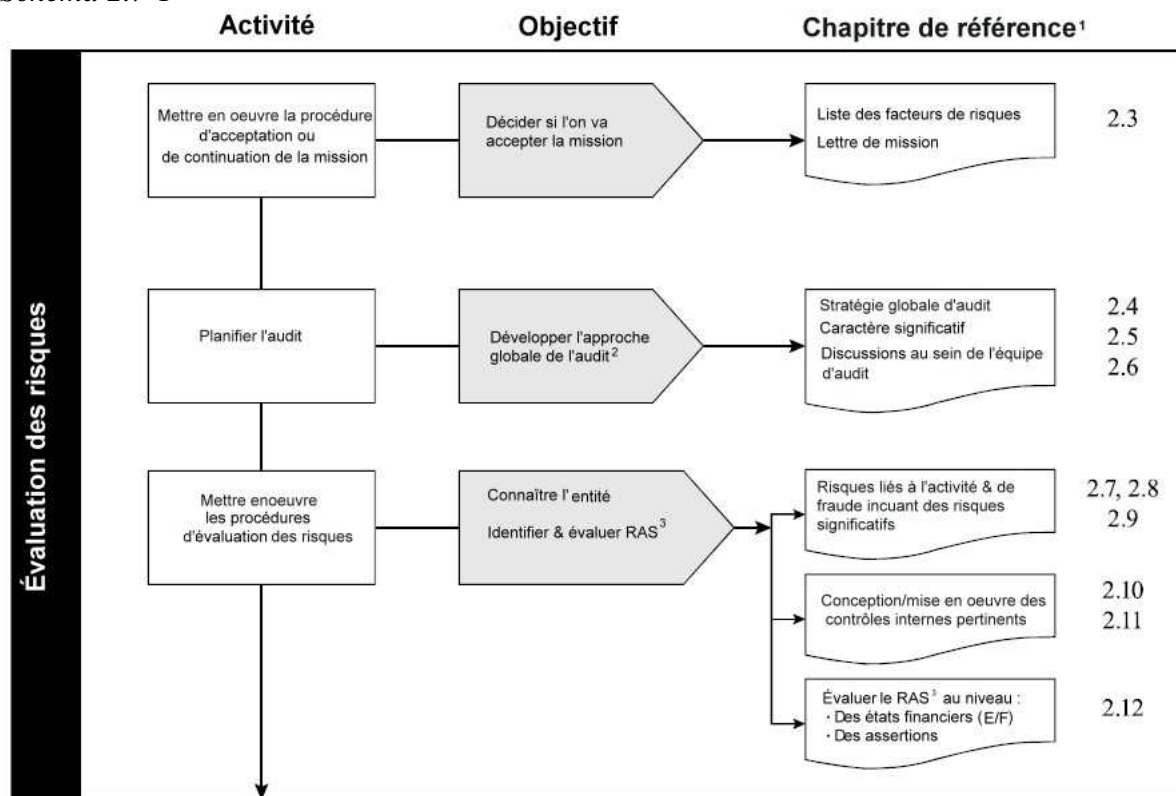 Activité Objectif Chapitre de référence¹
Évaluation des risques
Mettre en oeuvre la procédure
d'acceptation ou
de continuation de la mission
Décider si l'on va
accepter la mission
Liste des facteurs de risques
Lettre de mission
2.3
Planifier l'audit
Développer l'approche
globale de l'audit²
Stratégie globale d'audit
Caractère significatif
Discussions au sein de l'équipe
d'audit
2.4
2.5
2.6
Mettre enoeuvre
les procédures
d'évaluation des risques
Connaître l'entité
Identifier & évaluer RAS³
Risques liés à l'activité & de
fraude incuant des risques
significatifs
2.7, 2.8
2.9
Conception/mise en oeuvre des
contrôles internes pertinents
2.10
2.11
Évaluer le RAS³ au niveau :
· Des états financiers (E/F)
· Des assertions
2.12